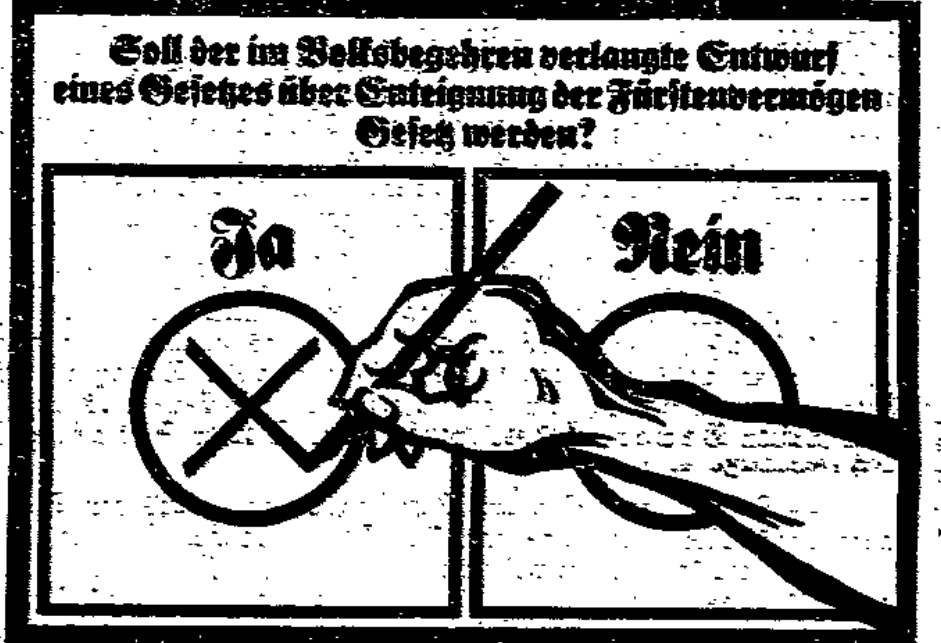 Soll der im Volksbegehren verlangte Entwurf
eines Gesetzes über Enteignung der Fürstenvermögen
Gesetz werden?
Ja
Nein